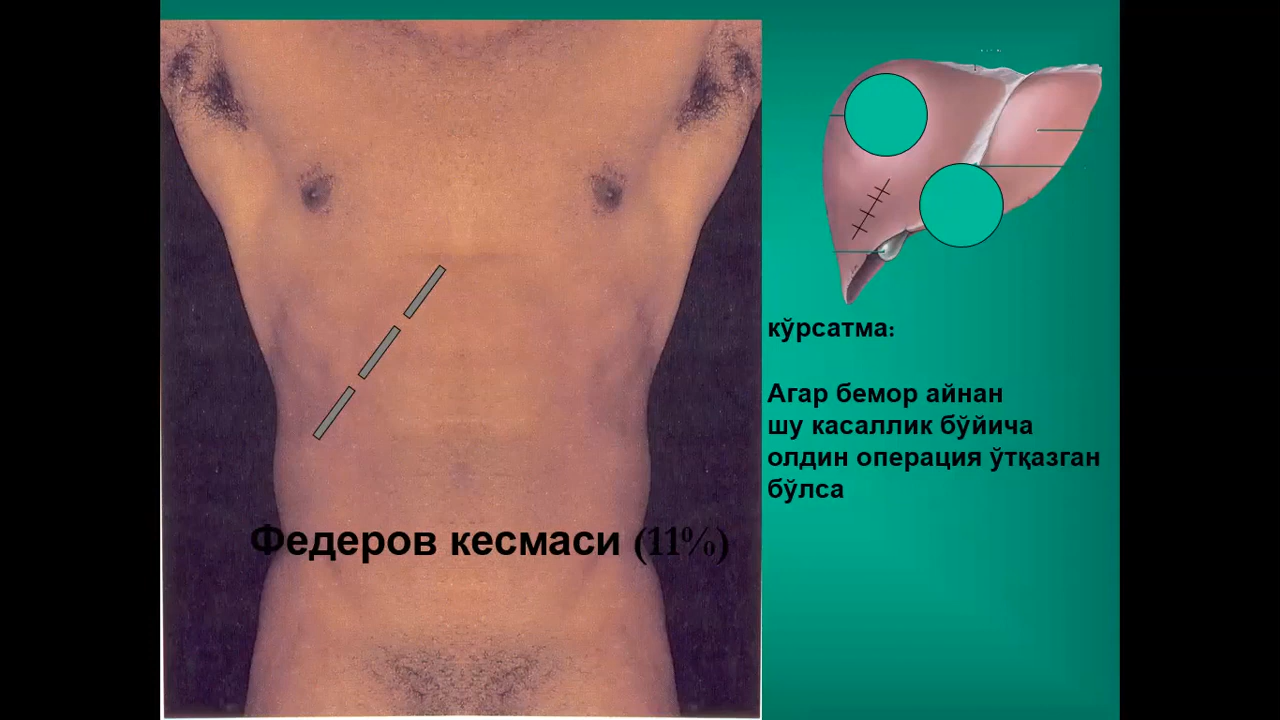 кўрсатма:
Агар бемор айнан
шу касаллик бўйича
олдин операция ўтқазган
бўлса
Федеров кесмаси (11%)